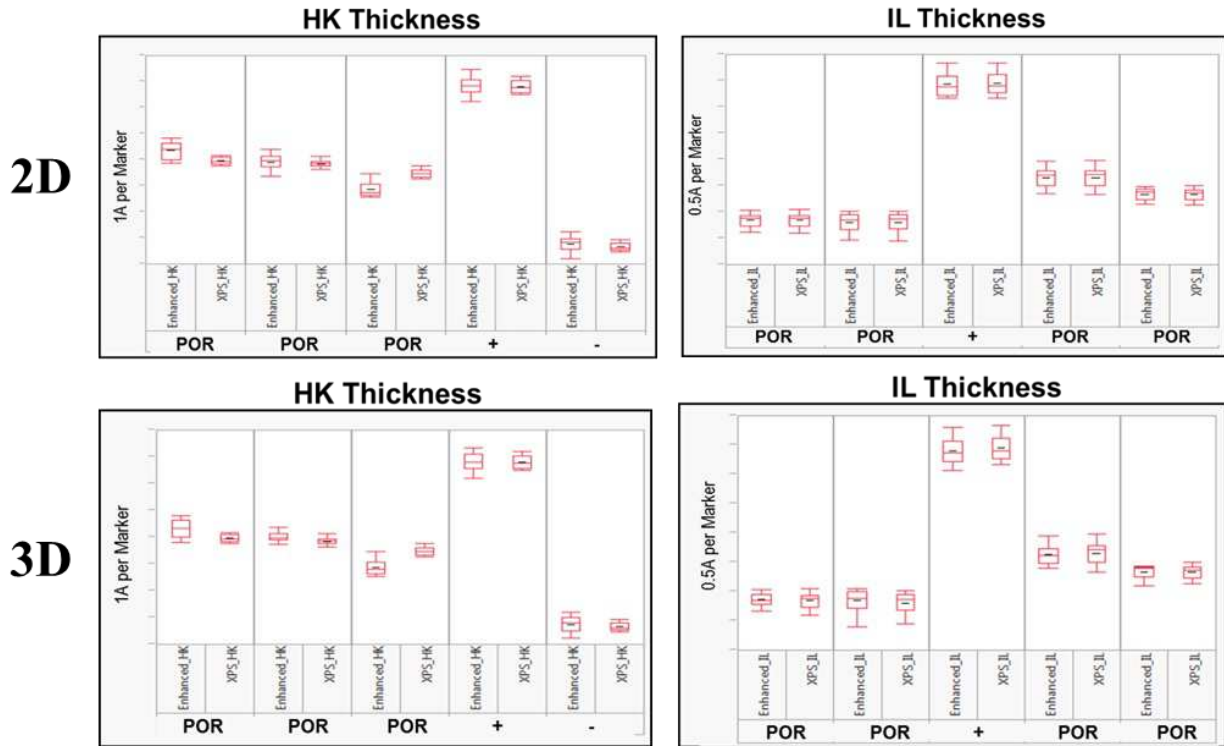 HK Thickness
IL Thickness
2D
1A per Marker
Enhanced_HK XPS_HK Enhanced_HK XPS_HK Enhanced_HK XPS_HK Enhanced_HK XPS_HK Enhanced_HK XPS_HK
POR POR POR + -
0.5A per Marker
Enhanced_IL XPS_IL Enhanced_IL XPS_IL Enhanced_IL XPS_IL Enhanced_IL XPS_IL Enhanced_IL XPS_IL
POR POR + POR POR
HK Thickness
IL Thickness
3D
1A per Marker
Enhanced_HK XPS_HK Enhanced_HK XPS_HK Enhanced_HK XPS_HK Enhanced_HK XPS_HK Enhanced_HK XPS_HK
POR POR POR + -
0.5A per Marker
Enhanced_IL XPS_IL Enhanced_IL XPS_IL Enhanced_IL XPS_IL Enhanced_IL XPS_IL Enhanced_IL XPS_IL
POR POR + POR POR